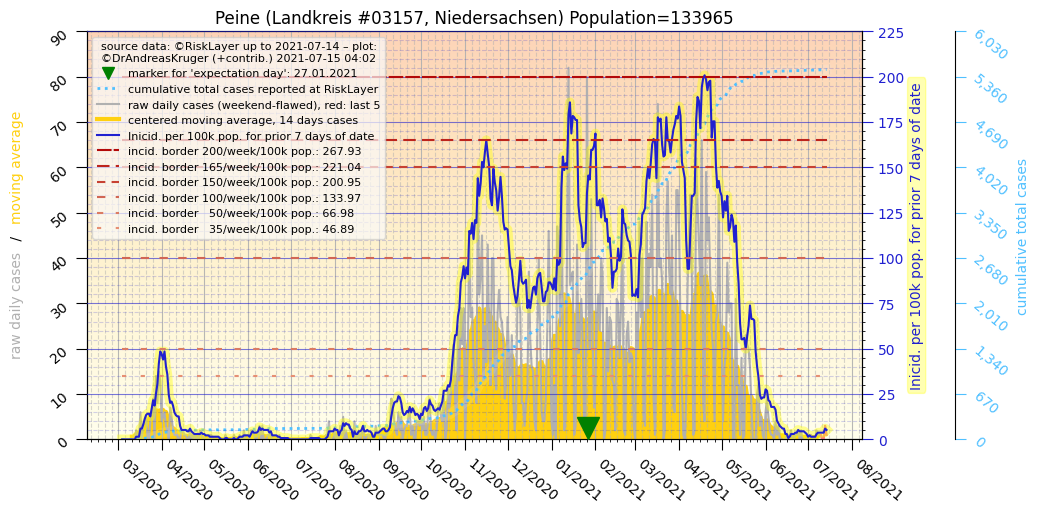 Peine (Landkreis #03157, Niedersachsen) Population=133965
source data: ©RiskLayer up to 2021-07-14 – plot:
©DrAndreasKruger (+contrib.) 2021-07-15 04:02
marker for 'expectation day': 27.01.2021
cumulative total cases reported at RiskLayer
raw daily cases (weekend-flawed), red: last 5
centered moving average, 14 days cases
Inicid. per 100k pop. for prior 7 days of date
incid. border 200/week/100k pop.: 267.93
incid. border 165/week/100k pop.: 221.04
incid. border 150/week/100k pop.: 200.95
incid. border 100/week/100k pop.: 133.97
incid. border 50/week/100k pop.: 66.98
incid. border 35/week/100k pop.: 46.89
raw daily cases / moving average
90
80
70
60
50
40
30
20
10
0
225
200
175
150
125
100
75
50
25
0
Inicid. per 100k pop. for prior 7 days of date
6,030
5,360
4,690
4,020
3,350
2,680
2,010
1,340
670
0
cumulative total cases
03/2020
04/2020
05/2020
06/2020
07/2020
08/2020
09/2020
10/2020
11/2020
12/2020
01/2021
02/2021
03/2021
04/2021
05/2021
06/2021
07/2021
08/2021